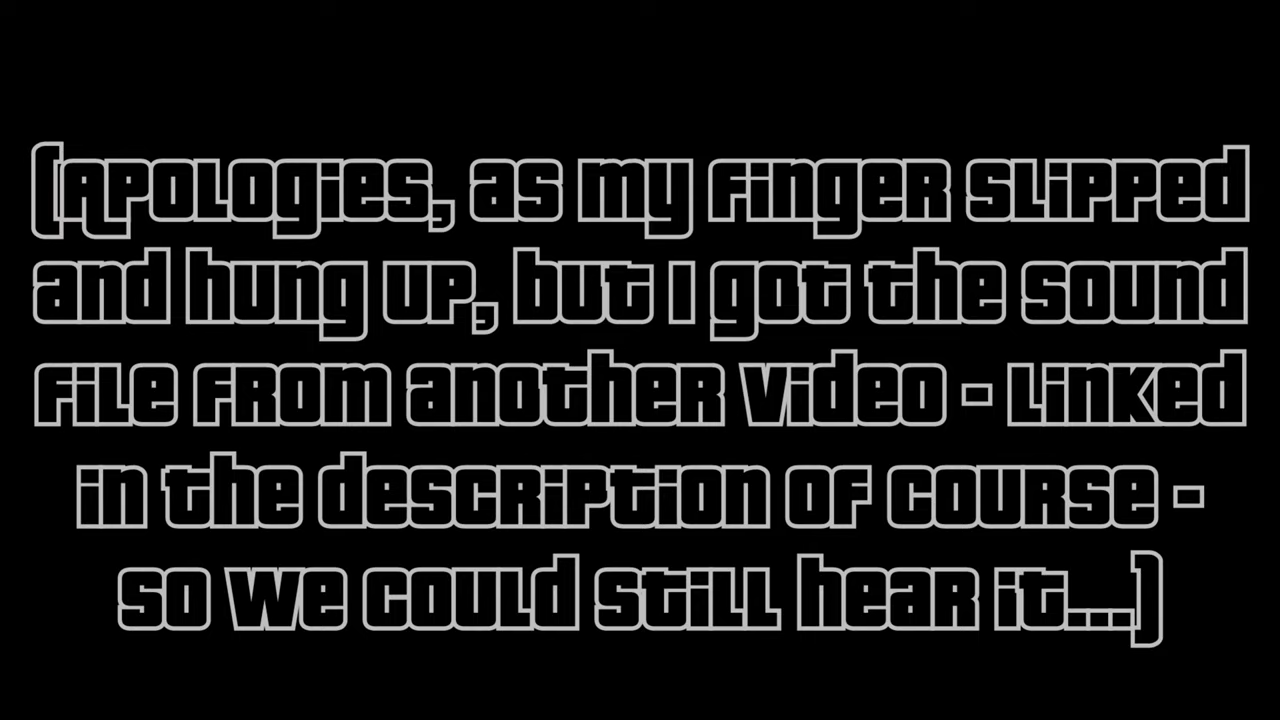 (Apologies, as my finger slipped
and hung up, but I got the sound
file from another video - linked
in the description of course -
so we could still hear it...)